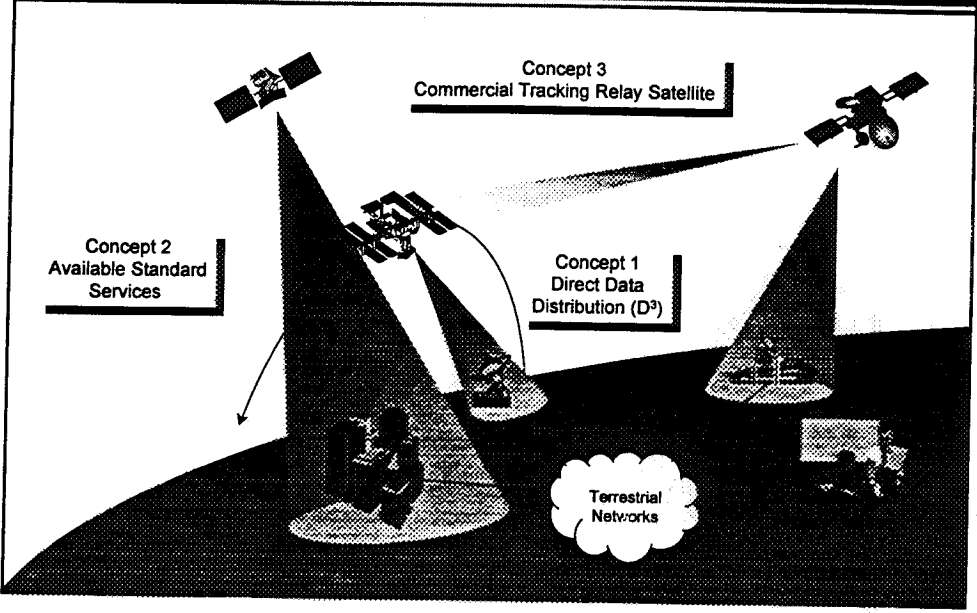 Concept 3
Commercial Tracking Relay Satellite
Concept 2
Available Standard
Services
Concept 1
Direct Data
Distribution (D³)
Terrestrial
Networks